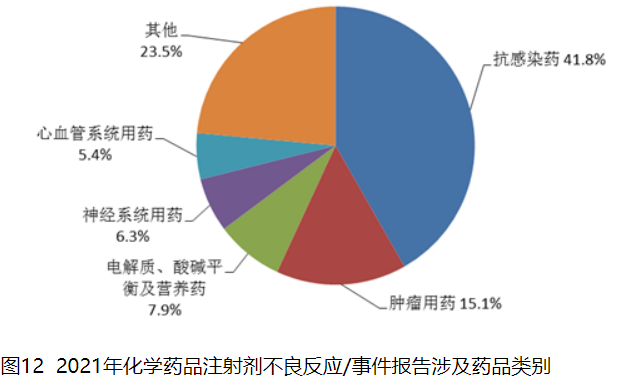 其他
23.5%
抗感染药 41.8%
心血管系统用药
5.4%
神经系统用药
6.3%
电解质、酸碱平
衡及营养药
7.9%
肿瘤用药 15.1%
图12 2021年化学药品注射剂不良反应/事件报告涉及药品类别